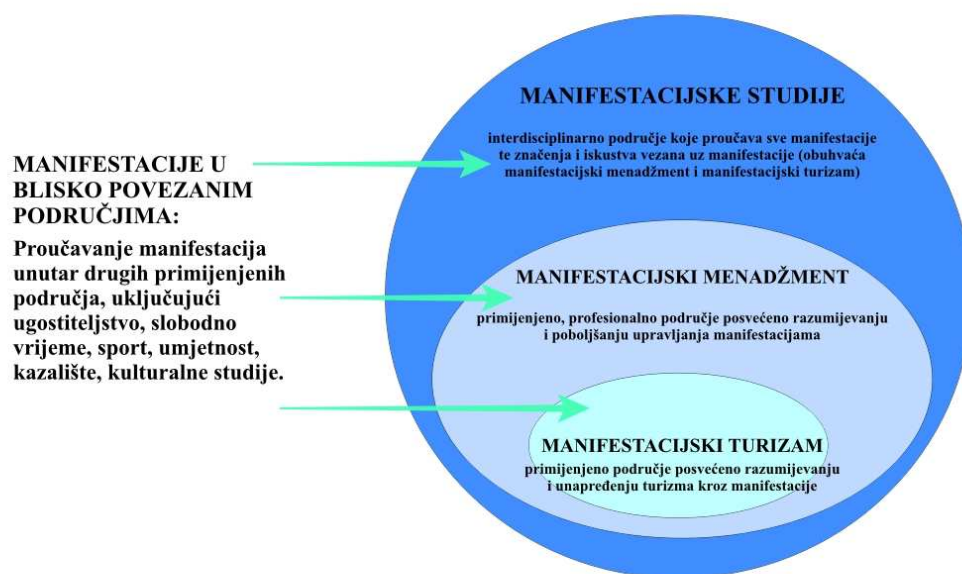 MANIFESTACIJE U
BLISKO POVEZANIM
PODRUČJIMA:
Proučavanje manifestacija
unutar drugih primijenjenih
područja, uključujući
ugostiteljstvo, slobodno
vrijeme, sport, umjetnost,
kazalište, kulturalne studije.
MANIFESTACIJSKE STUDIJE
interdisciplinarno područje koje proučava sve manifestacije
te značenja i iskustva vezana uz manifestacije (obuhvaća
manifestacijski menadžment i manifestacijski turizam)
MANIFESTACIJSKI MENADŽMENT
primijenjeno, profesionalno područje posvećeno razumijevanju
i poboljšanju upravljanja manifestacijama
MANIFESTACIJSKI TURIZAM
primijenjeno područje posvećeno razumijevanju
i unapređenju turizma kroz manifestacije